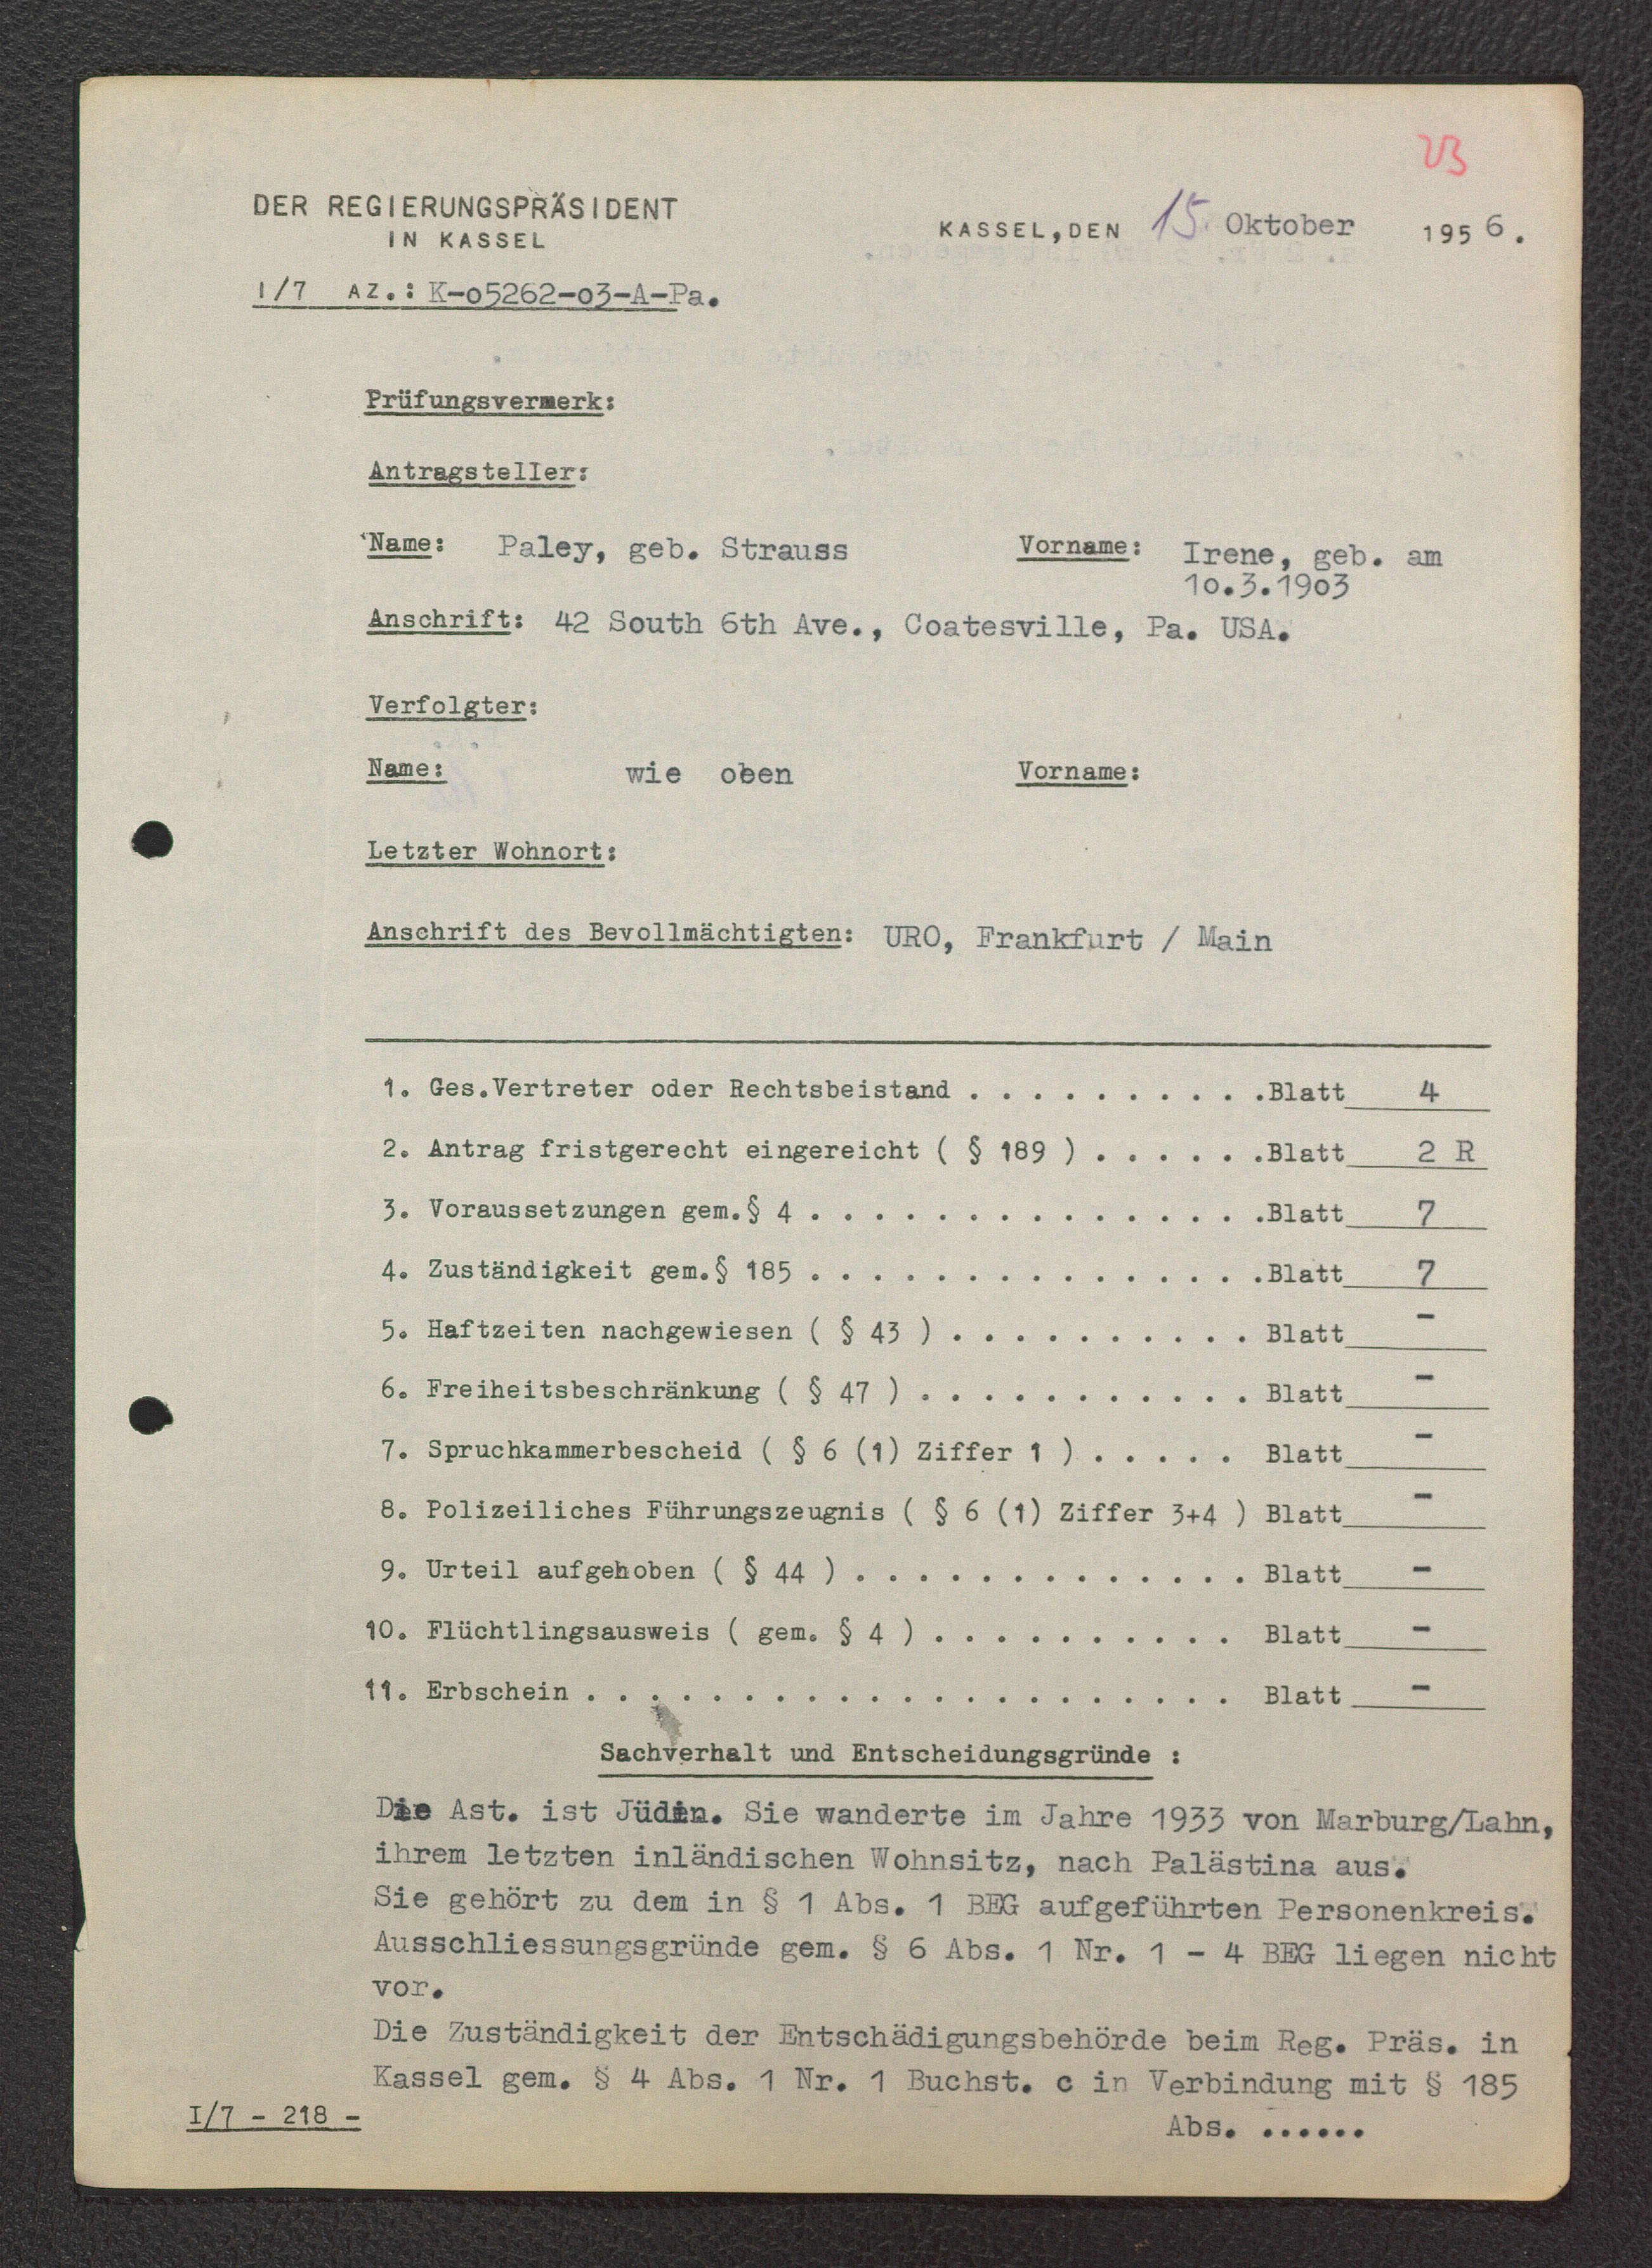 23
DER REGIERUNGSPRÄSIDENT
IN KASSEL
KASSEL, DEN 15. Oktober 1956.
I/7 AZ.: K-o5262-o3-A-Pa.
Prüfungsvermerk:
Antragsteller:
Name: Paley, geb. Strauss Vorname: Irene, geb. am
1o.3.19o3
Anschrift: 42 South 6th Ave., Coatesville, Pa. USA.
Verfolgter:
Name: wie oben Vorname:
Letzter Wohnort:
Anschrift des Bevollmächtigten: URO, Frankfurt / Main
1. Ges.Vertreter oder Rechtsbeistand . . . . . . . . . .Blatt 4
2. Antrag fristgerecht eingereicht ( § 189 ) . . . . . .Blatt 2 R
3. Voraussetzungen gem.§ 4 . . . . . . . . . . . . . . .Blatt 7
4. Zuständigkeit gem.§ 185 . . . . . . . . . . . . . . .Blatt 7
5. Haftzeiten nachgewiesen ( § 43 ) . . . . . . . . . . Blatt -
6. Freiheitsbeschränkung ( § 47 ) . . . . . . . . . . . Blatt -
7. Spruchkammerbescheid ( § 6 (1) Ziffer 1 ) . . . . . Blatt -
8. Polizeiliches Führungszeugnis ( § 6 (1) Ziffer 3+4 ) Blatt -
9. Urteil aufgehoben ( § 44 ) . . . . . . . . . . . . . Blatt -
10. Flüchtlingsausweis ( gem. § 4 ) . . . . . . . . . . Blatt -
11. Erbschein . . . . . . . . . . . . . . . . . . . . . Blatt -
Sachverhalt und Entscheidungsgründe :
Die Ast. ist Jüdin. Sie wanderte im Jahre 1933 von Marburg/Lahn,
ihrem letzten inländischen Wohnsitz, nach Palästina aus.
Sie gehört zu dem in § 1 Abs. 1 BEG aufgeführten Personenkreis.
Ausschliessungsgründe gem. § 6 Abs. 1 Nr. 1 - 4 BEG liegen nicht
vor.
Die Zuständigkeit der Entschädigungsbehörde beim Reg. Präs. in
Kassel gem. § 4 Abs. 1 Nr. 1 Buchst. c in Verbindung mit § 185
I/7 - 218 -
Abs. ......